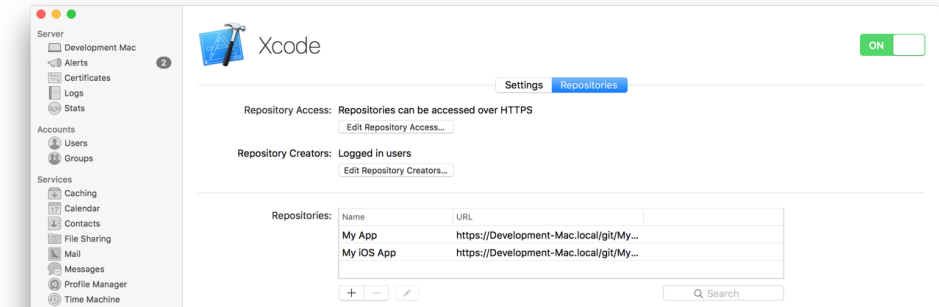 Server
Development Mac
Alerts
2
Certificates
Logs
Stats
Accounts
Users
Groups
Services
Caching
17
Calendar
Contacts
File Sharing
Mail
Messages
Profile Manager
Time Machine
Xcode
ON
Settings
Repositories
Repository Access: Repositories can be accessed over HTTPS
Edit Repository Access...
Repository Creators: Logged in users
Edit Repository Creators...
Repositories:
Name URL
My App https://Development-Mac.local/git/My...
My iOS App https://Development-Mac.local/git/My...
+ −
Search